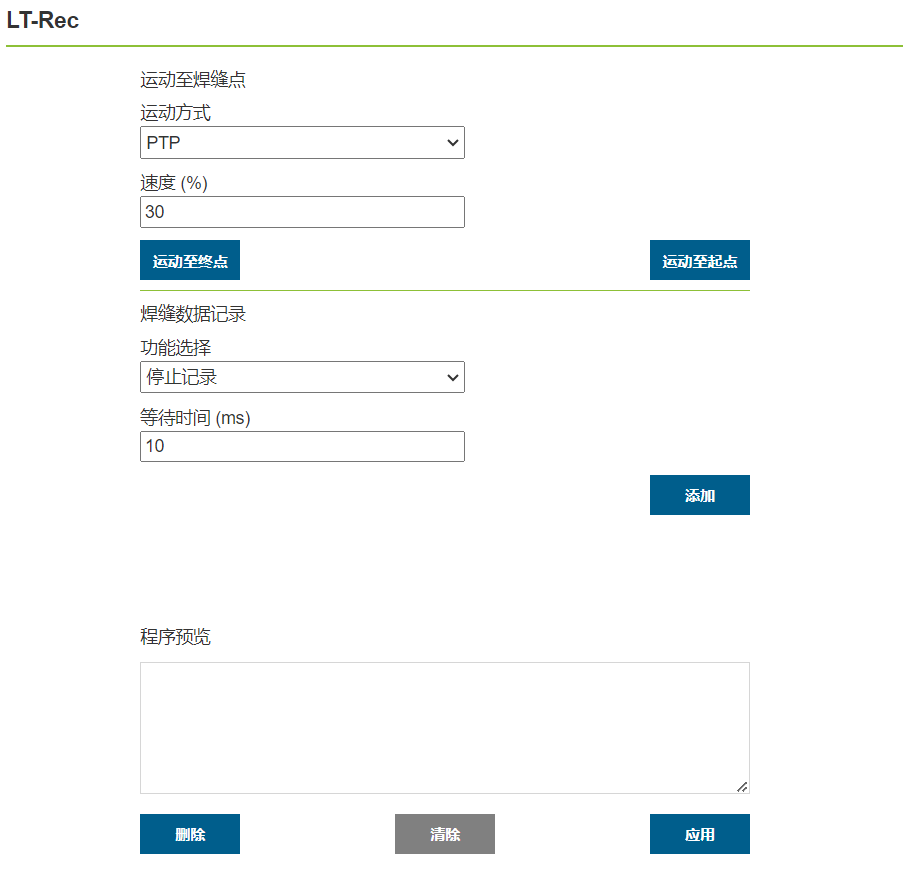 LT-Rec
运动至焊缝点
运动方式
PTP
速度 (%)
30
运动至终点
运动至起点
焊缝数据记录
功能选择
停止记录
等待时间 (ms)
10
添加
程序预览
删除
清除
应用